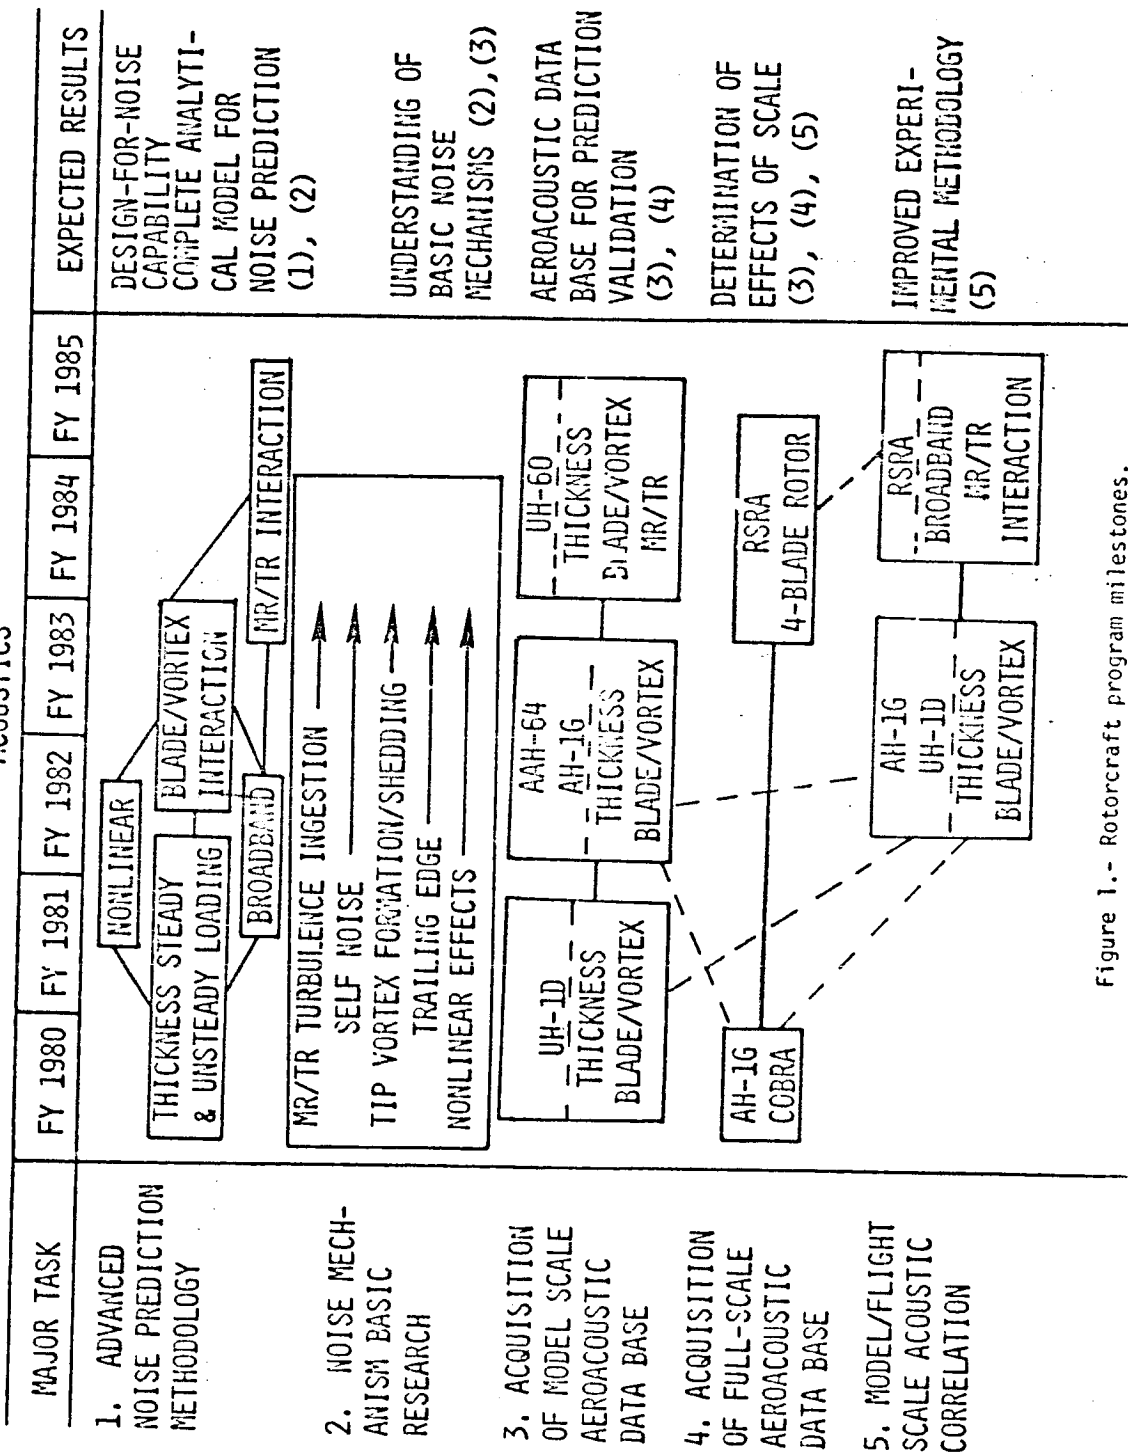 ACOUSTICS
MAJOR TASK
FY 1980
FY 1981
FY 1982
FY 1983
FY 1984
FY 1985
EXPECTED RESULTS
1. ADVANCED
NOISE PREDICTION
METHODOLOGY
NONLINEAR
THICKNESS STEADY
& UNSTEADY LOADING
BLADE/VORTEX
INTERACTION
BROADBAND
MR/TR INTERACTION
DESIGN-FOR-NOISE
CAPABILITY
COMPLETE ANALYTI-
CAL MODEL FOR
NOISE PREDICTION
(1), (2)
2. NOISE MECH-
ANISM BASIC
RESEARCH
MR/TR TURBULENCE INGESTION
SELF NOISE
TIP VORTEX FORMATION/SHEDDING
TRAILING EDGE
NONLINEAR EFFECTS
UNDERSTANDING OF
BASIC NOISE
MECHANISMS (2),(3)
3. ACQUISITION
OF MODEL SCALE
AEROACOUSTIC
DATA BASE
UH-1D
THICKNESS
BLADE/VORTEX
AAH-64
AH-1G
THICKNESS
BLADE/VORTEX
UH-60
THICKNESS
BLADE/VORTEX
MR/TR
AEROACOUSTIC DATA
BASE FOR PREDICTION
VALIDATION
(3), (4)
4. ACQUISITION
OF FULL-SCALE
AEROACOUSTIC
DATA BASE
AH-1G
COBRA
RSRA
4-BLADE ROTOR
DETERMINATION OF
EFFECTS OF SCALE
(3), (4), (5)
5. MODEL/FLIGHT
SCALE ACOUSTIC
CORRELATION
AH-1G
UH-1D
THICKNESS
BLADE/VORTEX
RSRA
BROADBAND
MR/TR
INTERACTION
IMPROVED EXPERI-
MENTAL METHODOLOGY
(5)
Figure 1.- Rotorcraft program milestones.